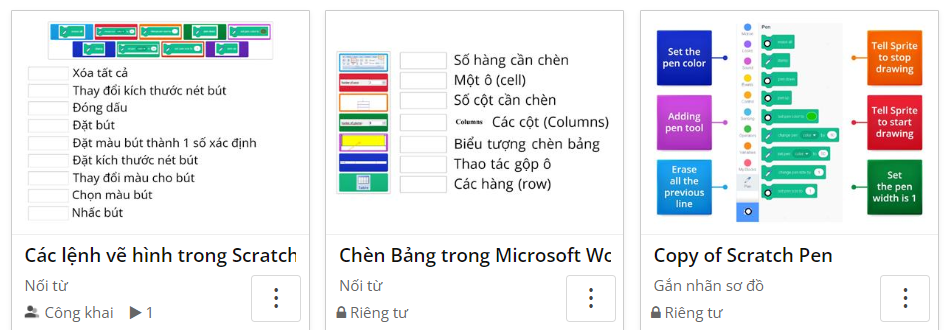 Xóa tất cả
Thay đổi kích thước nét bút
Đóng dấu
Đặt bút
Đặt màu bút thành 1 số xác định
Đặt kích thước nét bút
Thay đổi màu cho bút
Chọn màu bút
Nhấc bút
Các lệnh vẽ hình trong Scratch
Nối từ
Công khai 1
Số hàng cần chèn
Một ô (cell)
Số cột cần chèn
Columns Các cột (Columns)
Biểu tượng chèn bảng
Thao tác gộp ô
Các hàng (row)
Chèn Bảng trong Microsoft Wo
Nối từ
Riêng tư
Pen
Set the
pen color
Adding
pen tool
Erase
all the
previous
line
Tell Sprite
to stop
drawing
Tell Sprite
to start
drawing
Set
the pen
width is 1
Copy of Scratch Pen
Gắn nhãn sơ đồ
Riêng tư